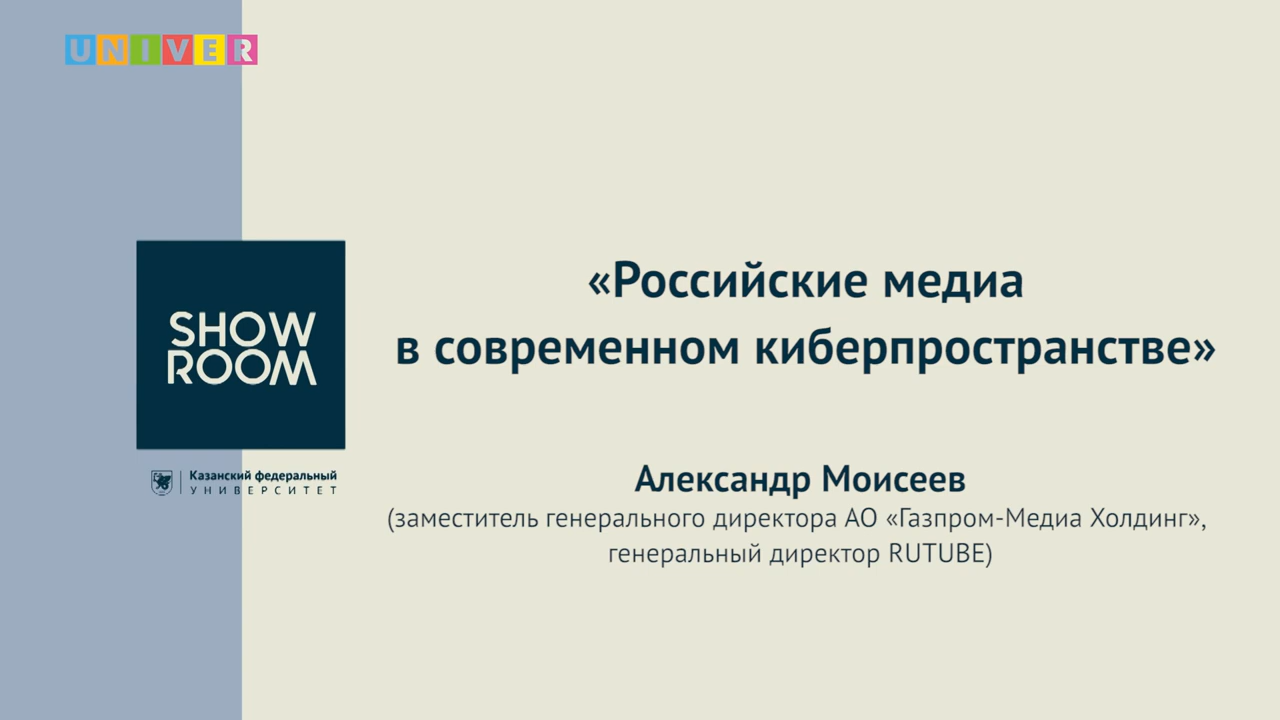 UNIVER
SHOW
ROOM
Казанский федеральный
УНИВЕРСИТЕТ
«Российские медиа
в современном киберпространстве»
Александр Моисеев
(заместитель генерального директора АО «Газпром-Медиа Холдинг»,
генеральный директор RUTUBE)